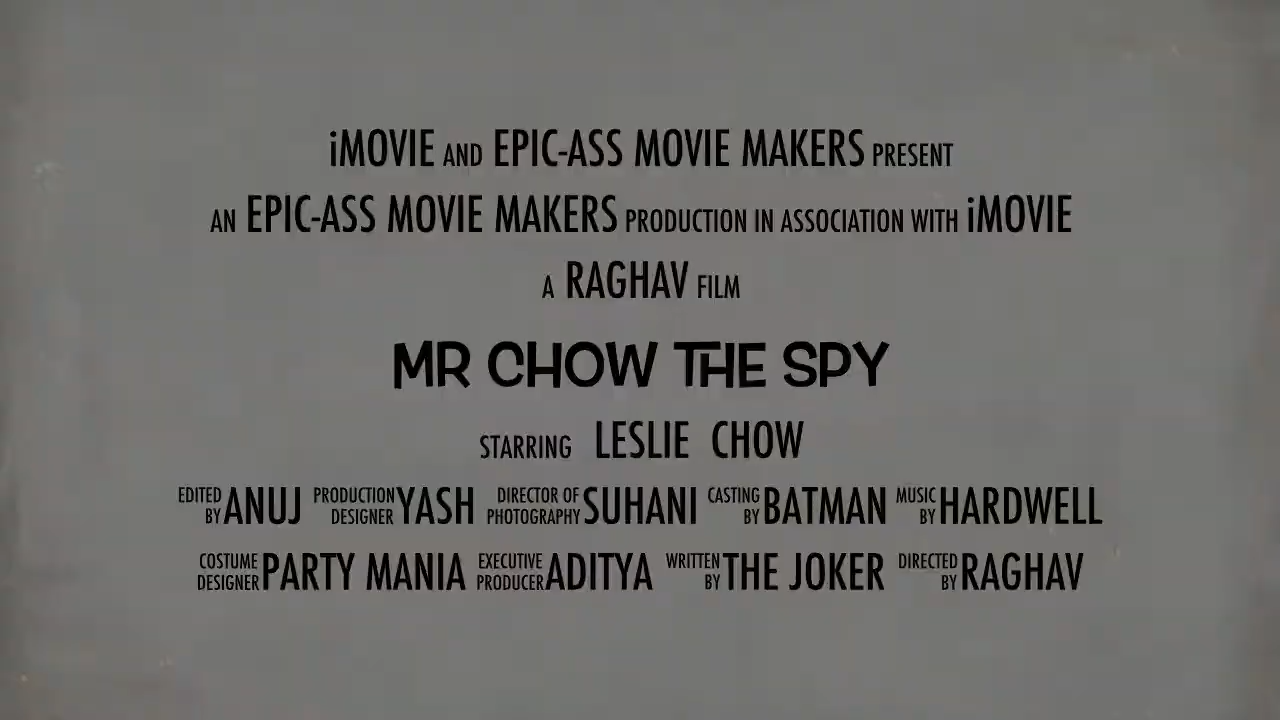 iMOVIE AND EPIC-ASS MOVIE MAKERS PRESENT
AN EPIC-ASS MOVIE MAKERS PRODUCTION IN ASSOCIATION WITH iMOVIE
A RAGHAV FILM
MR CHOW THE SPY
STARRING LESLIE CHOW
EDITED BY ANUJ PRODUCTION DESIGNER YASH DIRECTOR OF PHOTOGRAPHY SUHANI CASTING BY BATMAN MUSIC BY HARDWELL
COSTUME DESIGNER PARTY MANIA EXECUTIVE PRODUCER ADITYA WRITTEN BY THE JOKER DIRECTED BY RAGHAV